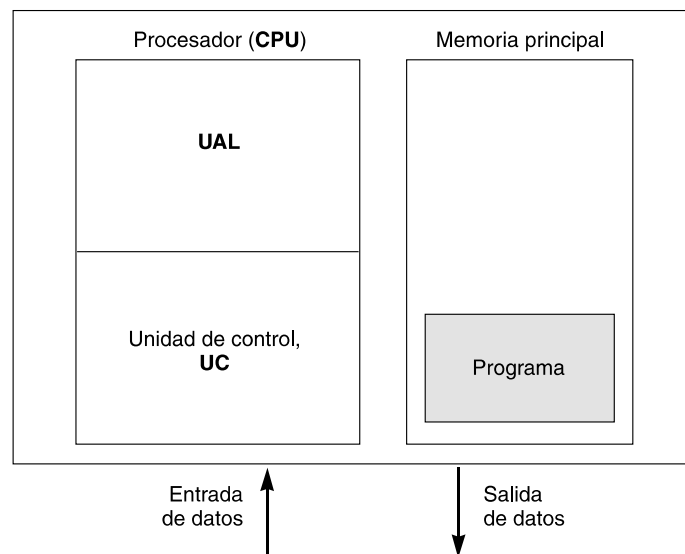 Procesador (CPU)
Memoria principal
UAL
Unidad de control,
UC
Programa
Entrada
de datos
Salida
de datos